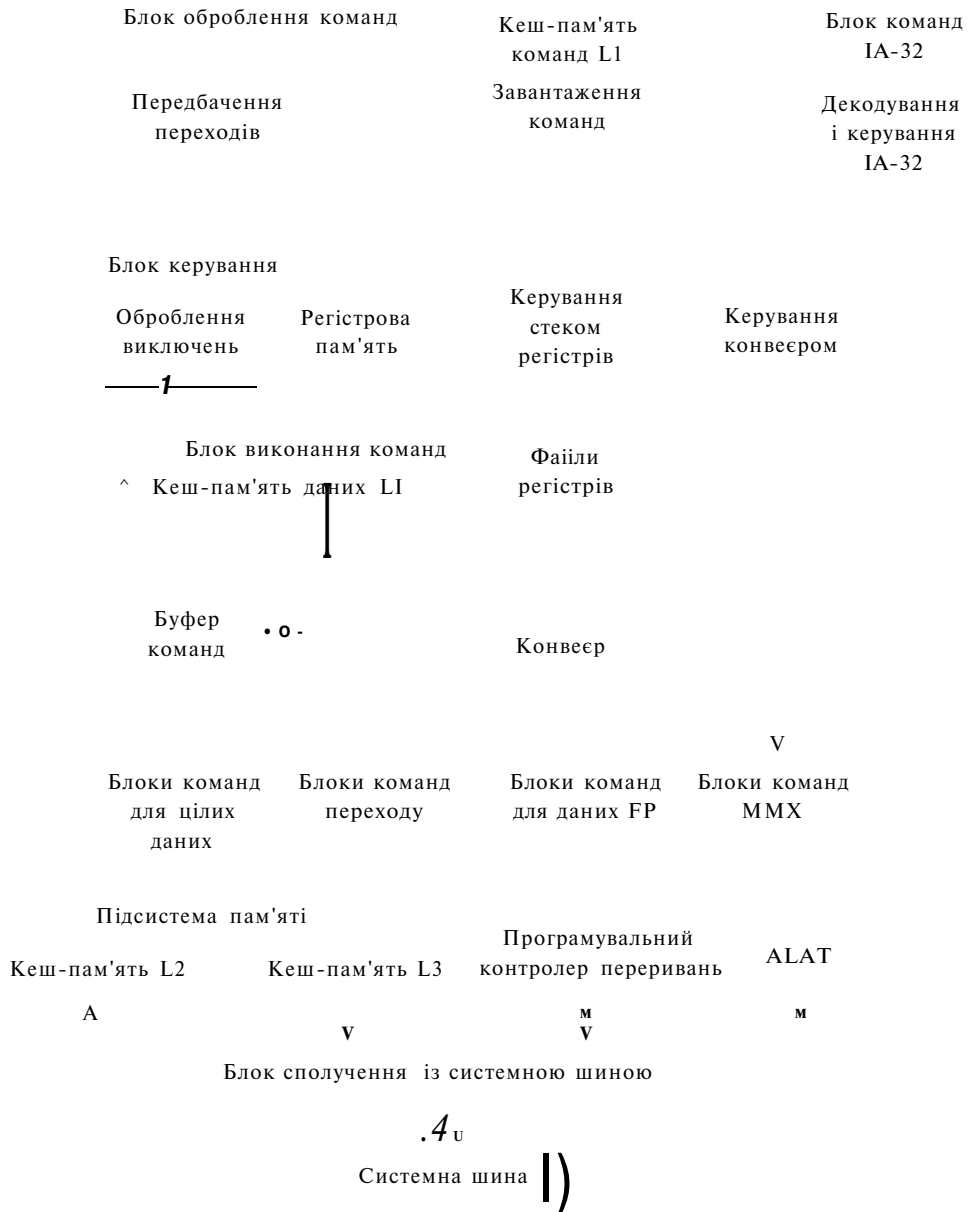 Блок оброблення команд
Кеш-пам'ять
команд L1
Блок команд
IA-32
Передбачення
переходів
Завантаження
команд
Декодування
і керування
IA-32
Блок керування
Оброблення
виключень
Регістрова
пам'ять
Керування
стеком
регістрів
Керування
конвеєром
1
Блок виконання команд
^ Кеш-пам'ять даних LI
Фаііли
регістрів
Буфер
команд
• О -
Конвеєр
V
Блоки команд
для цілих
даних
Блоки команд
переходу
Блоки команд
для даних FP
Блоки команд
MMX
Підсистема пам'яті
Кеш-пам'ять L2
Кеш-пам'ять L3
Програмувальний
контролер переривань
ALAT
A
V
м
V
м
Блок сполучення із системною шиною
.4 U
Системна шина |)